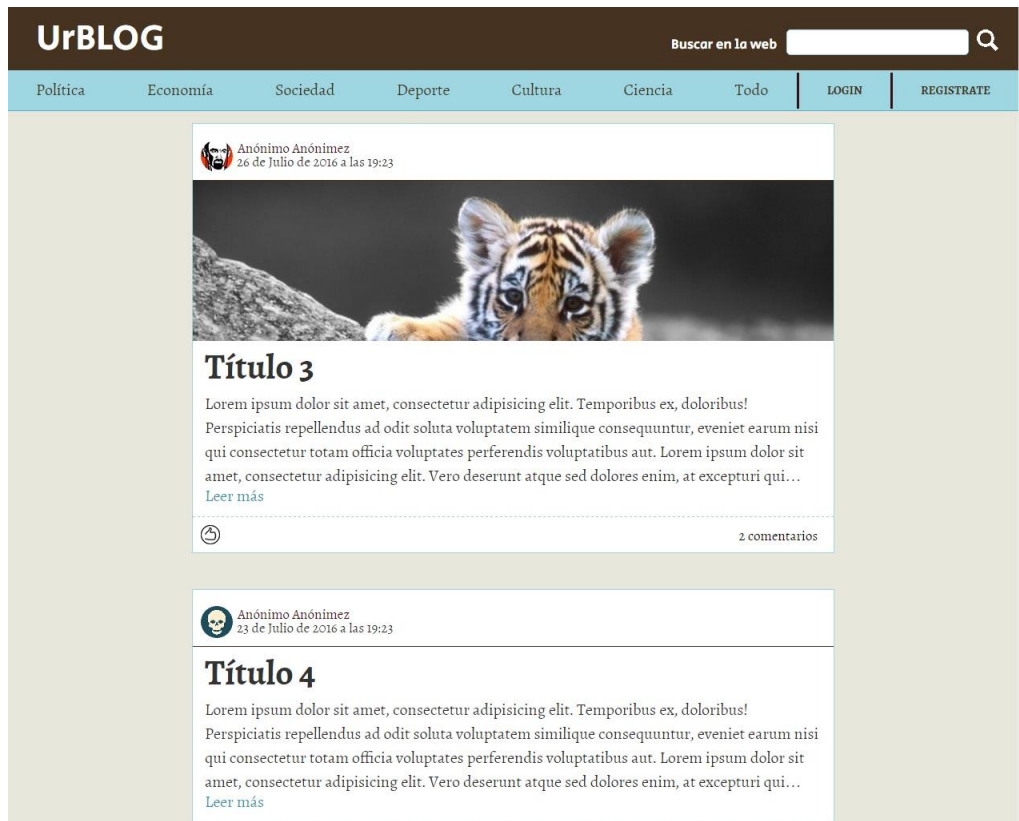 UrBLOG
Buscar en la web
Política Economía Sociedad Deporte Cultura Ciencia Todo LOGIN REGISTRATE
Anónimo Anónimez
26 de Julio de 2016 a las 19:23
Título 3
Lorem ipsum dolor sit amet, consectetur adipisicing elit. Temporibus ex, doloribus!
Perspiciatis repellendus ad odit soluta voluptatem similique consequuntur, eveniet earum nisi
qui consectetur totam officia voluptates perferendis voluptatibus aut. Lorem ipsum dolor sit
amet, consectetur adipisicing elit. Vero deserunt atque sed dolores enim, at excepturi qui…
Leer más
2 comentarios
Anónimo Anónimez
23 de Julio de 2016 a las 19:23
Título 4
Lorem ipsum dolor sit amet, consectetur adipisicing elit. Temporibus ex, doloribus!
Perspiciatis repellendus ad odit soluta voluptatem similique consequuntur, eveniet earum nisi
qui consectetur totam officia voluptates perferendis voluptatibus aut. Lorem ipsum dolor sit
amet, consectetur adipisicing elit. Vero deserunt atque sed dolores enim, at excepturi qui…
Leer más